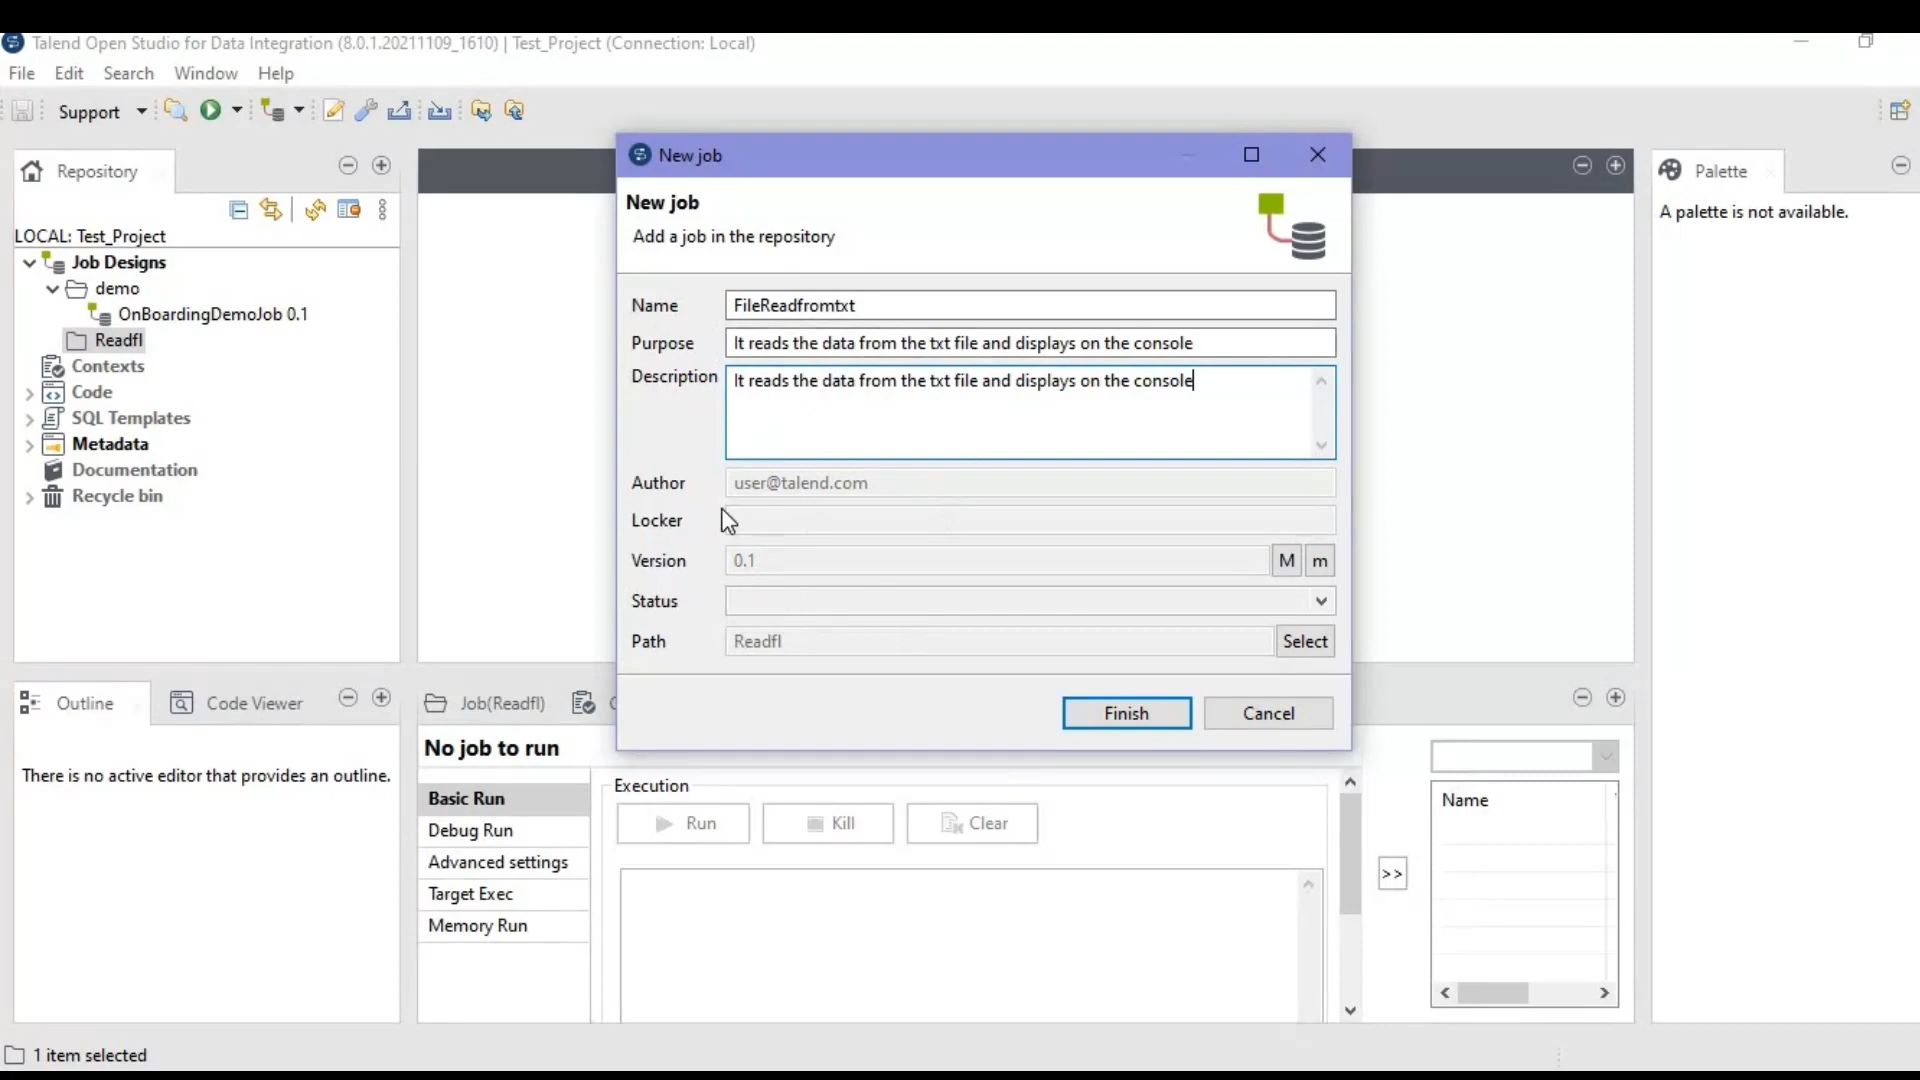 Talend Open Studio for Data Integration (8.0.1.20211109_1610) | Test_Project (Connection: Local)
File Edit Search Window Help
Support
Repository
LOCAL: Test_Project
Job Designs
demo
OnBoardingDemoJob 0.1
Readfl
Contexts
Code
SQL Templates
Metadata
Documentation
Recycle bin
New job
New job
Add a job in the repository
Name FileReadfromtxt
Purpose It reads the data from the txt file and displays on the console
Description It reads the data from the txt file and displays on the console
Author user@talend.com
Locker
Version 0.1 M m
Status
Path Readfl Select
Finish Cancel
Palette
A palette is not available.
Outline Code Viewer
There is no active editor that provides an outline.
Job(Readfl)
No job to run
Basic Run
Debug Run
Advanced settings
Target Exec
Memory Run
Execution
Run Kill Clear
>>
Name
1 item selected